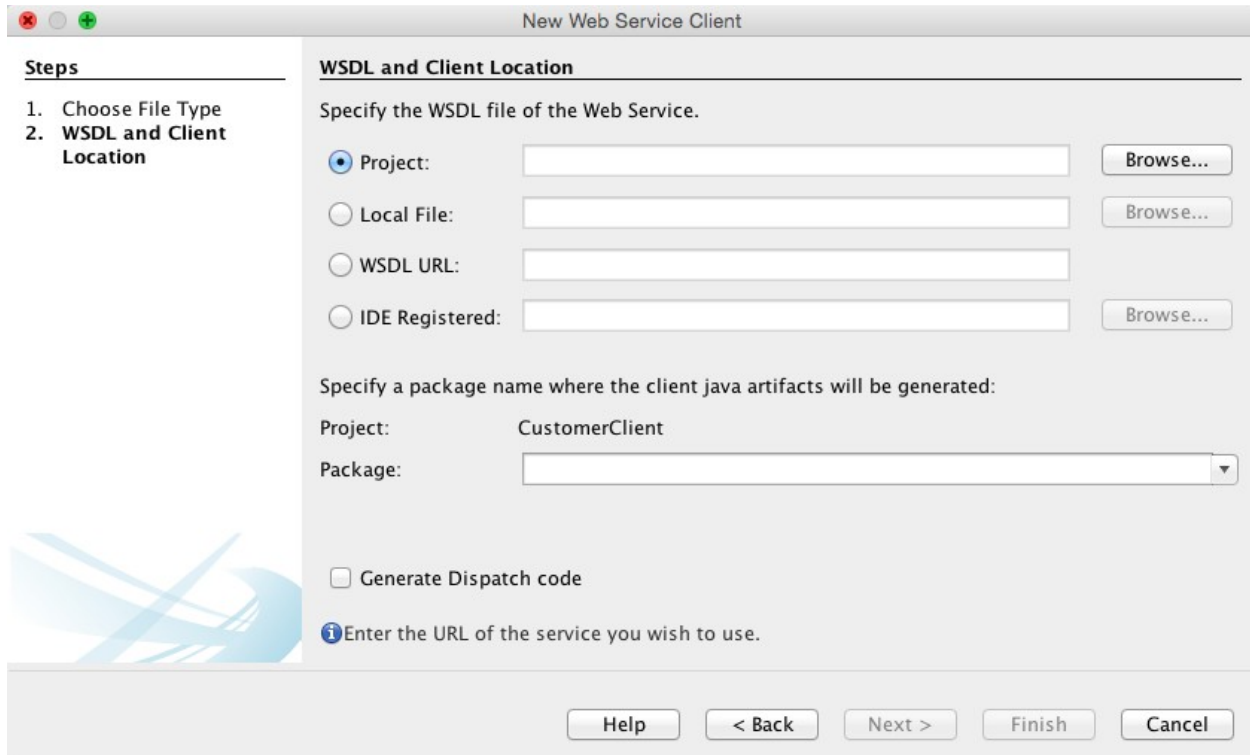 New Web Service Client
Steps
1. Choose File Type
2. WSDL and Client
Location
WSDL and Client Location
Specify the WSDL file of the Web Service.
Project: Browse...
Local File: Browse...
WSDL URL:
IDE Registered: Browse...
Specify a package name where the client java artifacts will be generated:
Project: CustomerClient
Package:
Generate Dispatch code
Enter the URL of the service you wish to use.
Help < Back Next > Finish Cancel